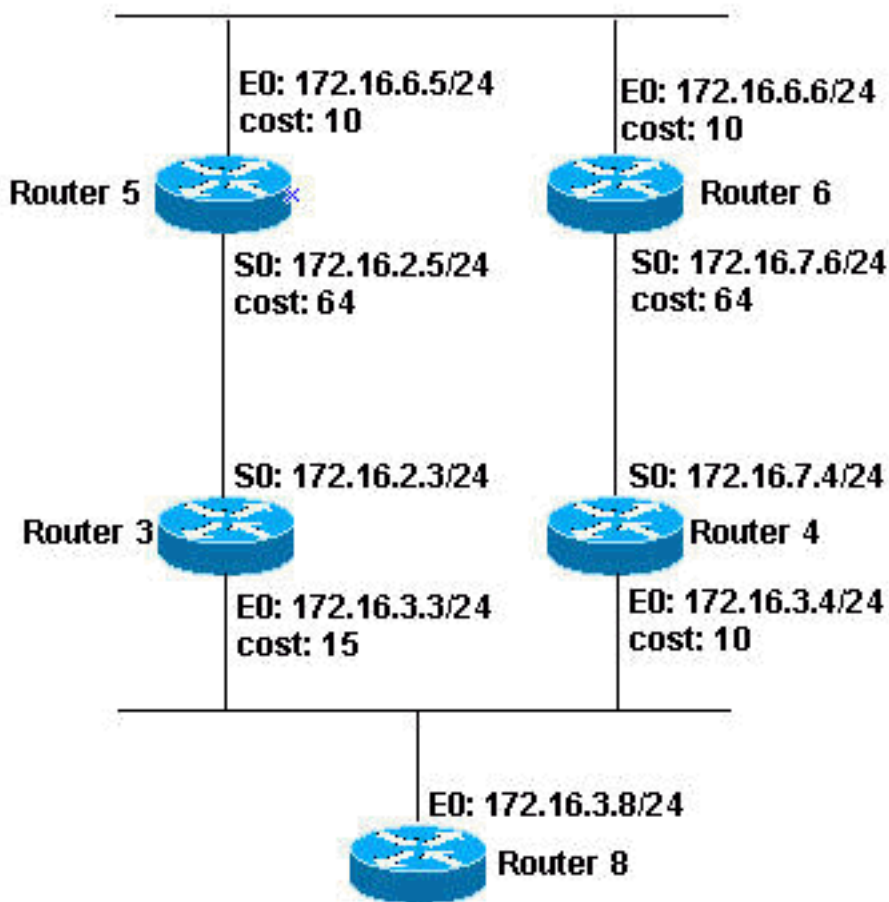 E0: 172.16.6.5/24
cost: 10
E0: 172.16.6.6/24
cost: 10
Router 5
Router 6
S0: 172.16.2.5/24
cost: 64
S0: 172.16.7.6/24
cost: 64
S0: 172.16.2.3/24
S0: 172.16.7.4/24
Router 3
Router 4
E0: 172.16.3.3/24
cost: 15
E0: 172.16.3.4/24
cost: 10
E0: 172.16.3.8/24
Router 8